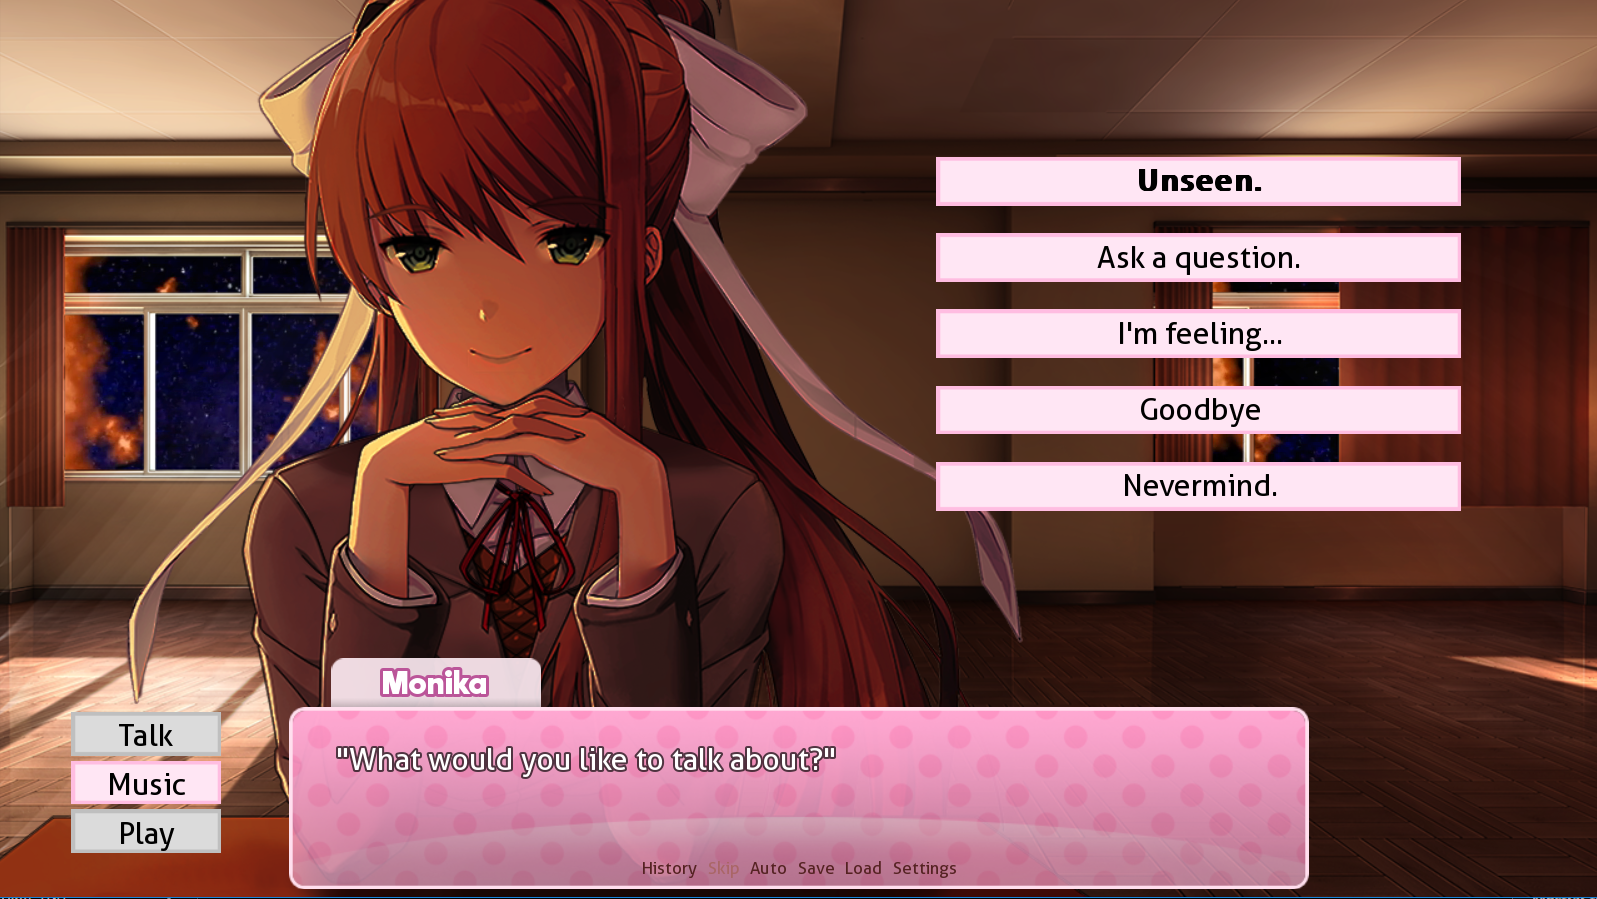 Unseen.
Ask a question.
I'm feeling...
Goodbye
Nevermind.
Monika
Talk
Music
Play
"What would you like to talk about?"
History Skip Auto Save Load Settings